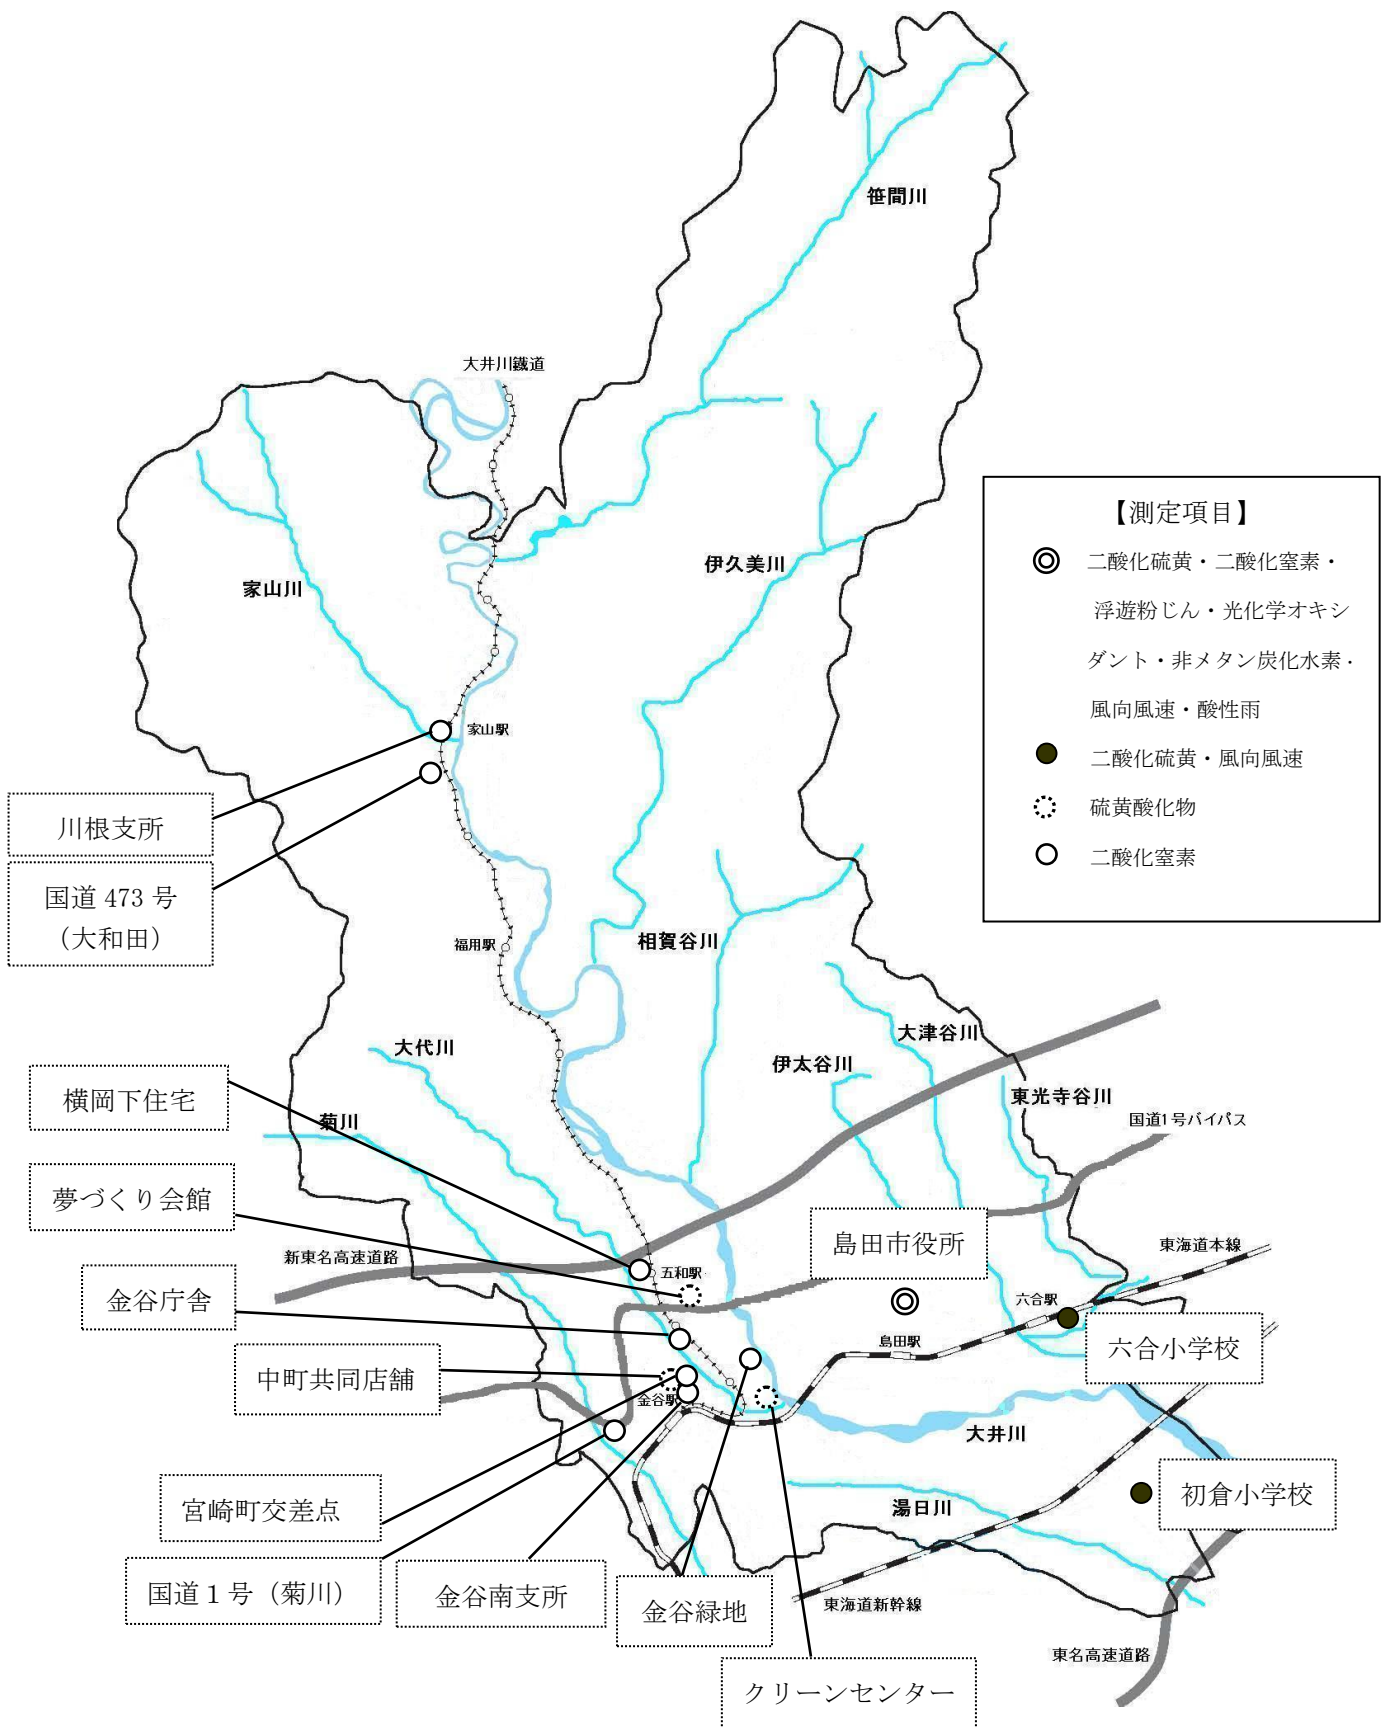 笹間川
大井川鐵道
【測定項目】
二酸化硫黄・二酸化窒素・
浮遊粉じん・光化学オキシ
ダント・非メタン炭化水素・
風向風速・酸性雨
二酸化硫黄・風向風速
硫黄酸化物
二酸化窒素
伊久美川
家山川
家山駅
川根支所
国道 473 号
（大和田）
福用駅
相賀谷川
大津谷川
大代川
伊太谷川
東光寺谷川
国道1号バイパス
横岡下住宅
菊川
夢づくり会館
島田市役所
東海道本線
新東名高速道路
五和駅
金谷庁舎
六合駅
島田駅
六合小学校
中町共同店舗
金谷駅
大井川
初倉小学校
湯日川
宮崎町交差点
国道１号（菊川）
金谷南支所
金谷緑地
東海道新幹線
東名高速道路
クリーンセンター